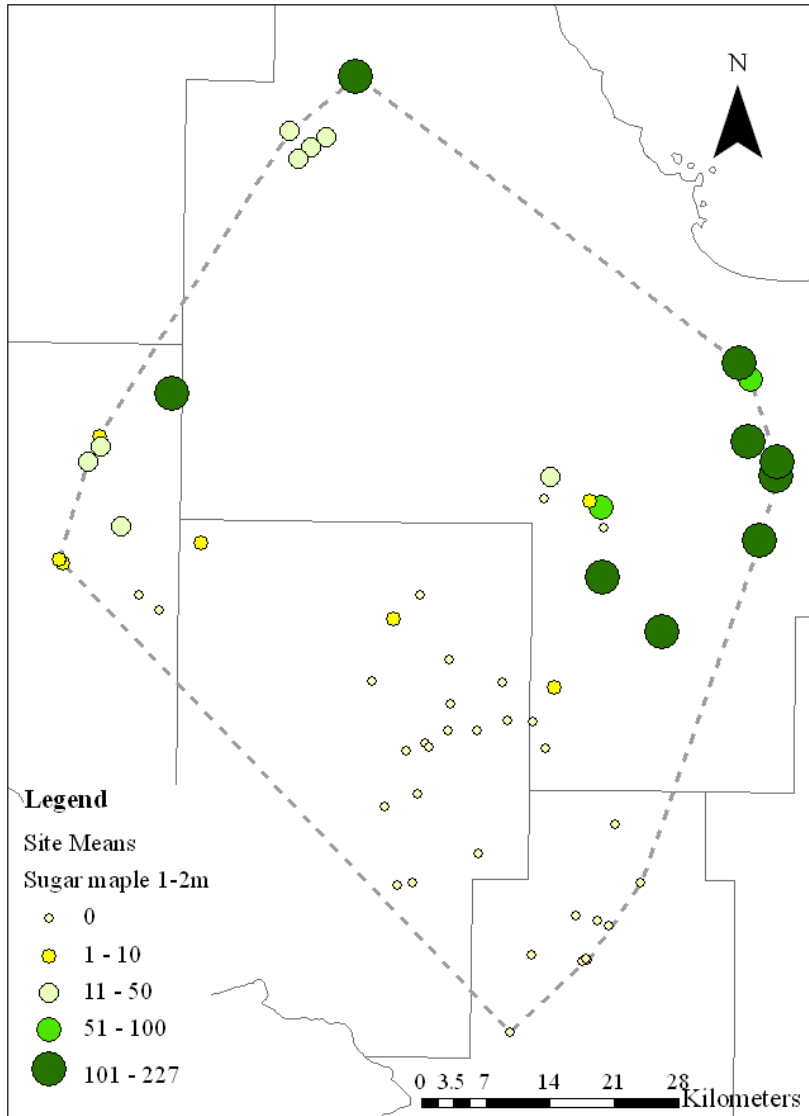 N
Legend
Site Means
Sugar maple 1-2m
0
1 - 10
11 - 50
51 - 100
101 - 227
0 3.5 7 14 21 28
Kilometers